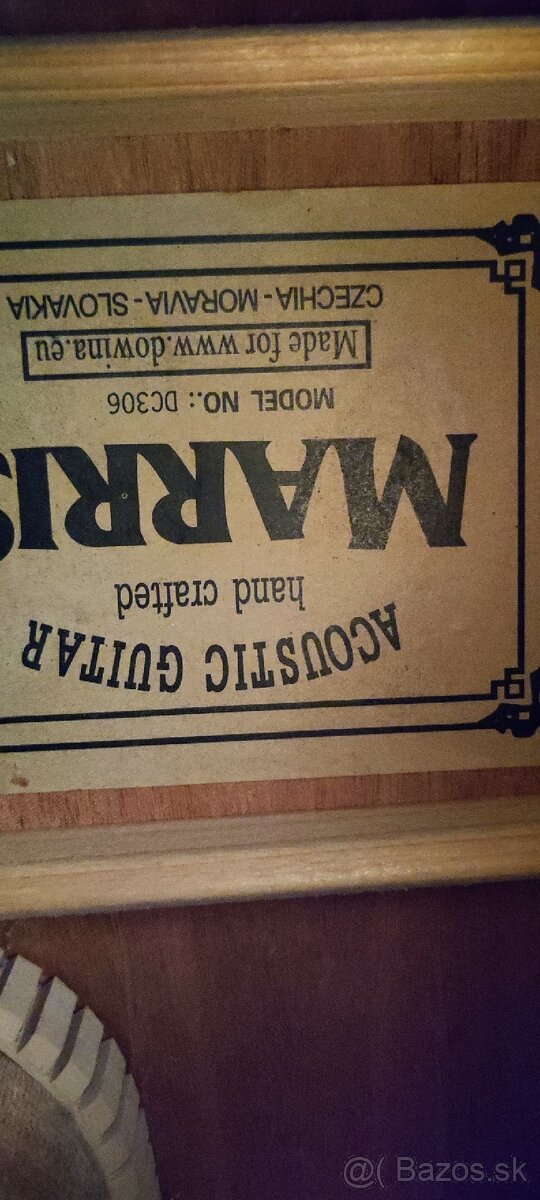 ACOUSTIC GUITAR
hand crafted
MARRIS
MODEL NO.: DC306
Made for www.dowina.eu
CZECHIA - MORAVIA - SLOVAKIA
@( Bazos.sk